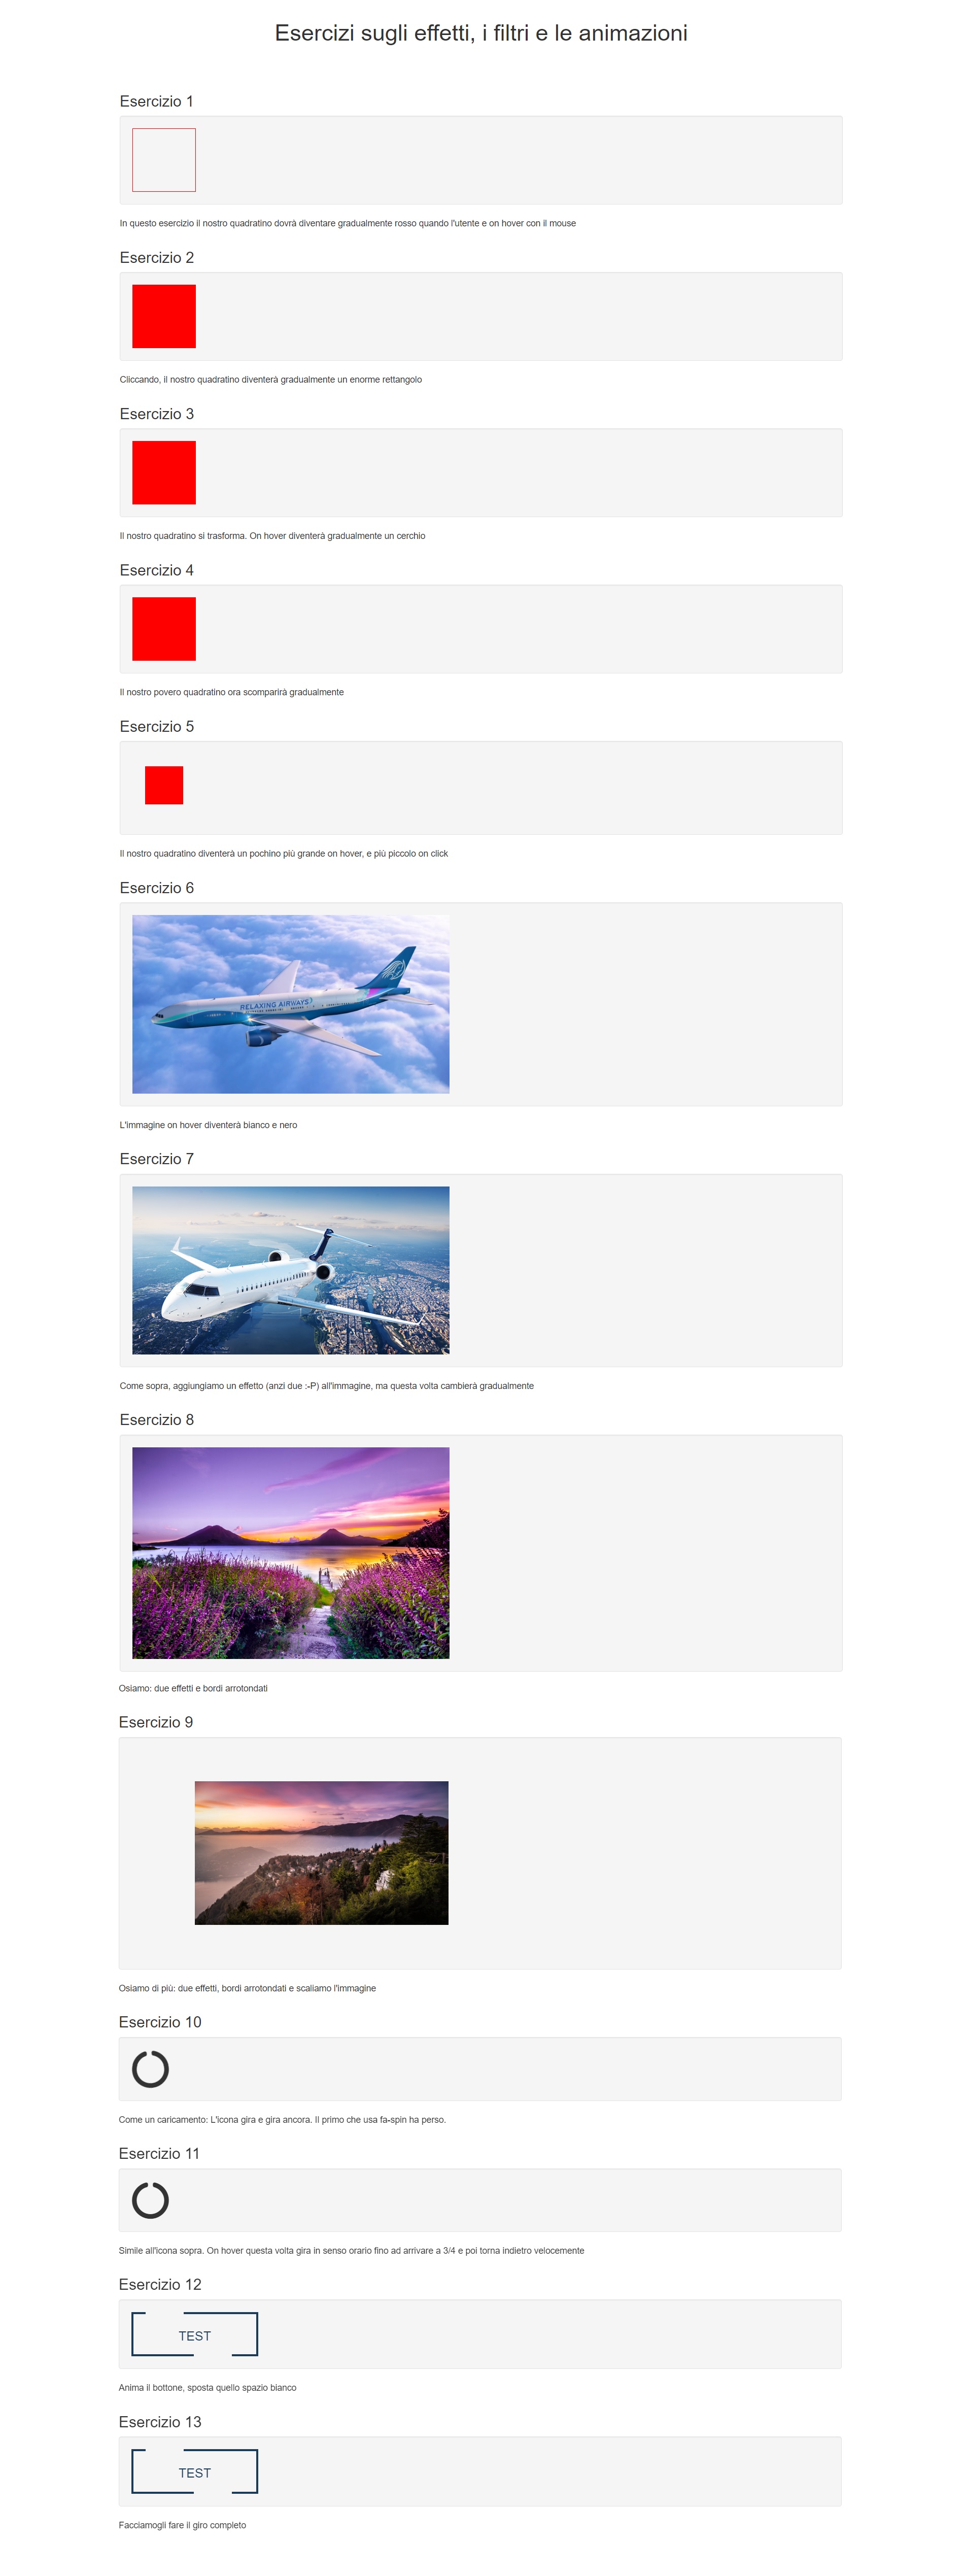 Esercizi sugli effetti, i filtri e le animazioni
Esercizio 1
In questo esercizio il nostro quadratino dovrà diventare gradualmente rosso quando l'utente e on hover con il mouse
Esercizio 2
Cliccando, il nostro quadratino diventerà gradualmente un enorme rettangolo
Esercizio 3
Il nostro quadratino si trasforma. On hover diventerà gradualmente un cerchio
Esercizio 4
Il nostro povero quadratino ora scomparirà gradualmente
Esercizio 5
Il nostro quadratino diventerà un pochino più grande on hover, e più piccolo on click
Esercizio 6
RELAXING AIRWAYS
L'immagine on hover diventerà bianco e nero
Esercizio 7
Come sopra, aggiungiamo un effetto (anzi due :-P) all'immagine, ma questa volta cambierà gradualmente
Esercizio 8
Osiamo: due effetti e bordi arrotondati
Esercizio 9
Osiamo di più: due effetti, bordi arrotondati e scaliamo l'immagine
Esercizio 10
Come un caricamento: L'icona gira e gira ancora. Il primo che usa fa-spin ha perso.
Esercizio 11
Simile all'icona sopra. On hover questa volta gira in senso orario fino ad arrivare a 3/4 e poi torna indietro velocemente
Esercizio 12
TEST
Anima il bottone, sposta quello spazio bianco
Esercizio 13
TEST
Facciamogli fare il giro completo